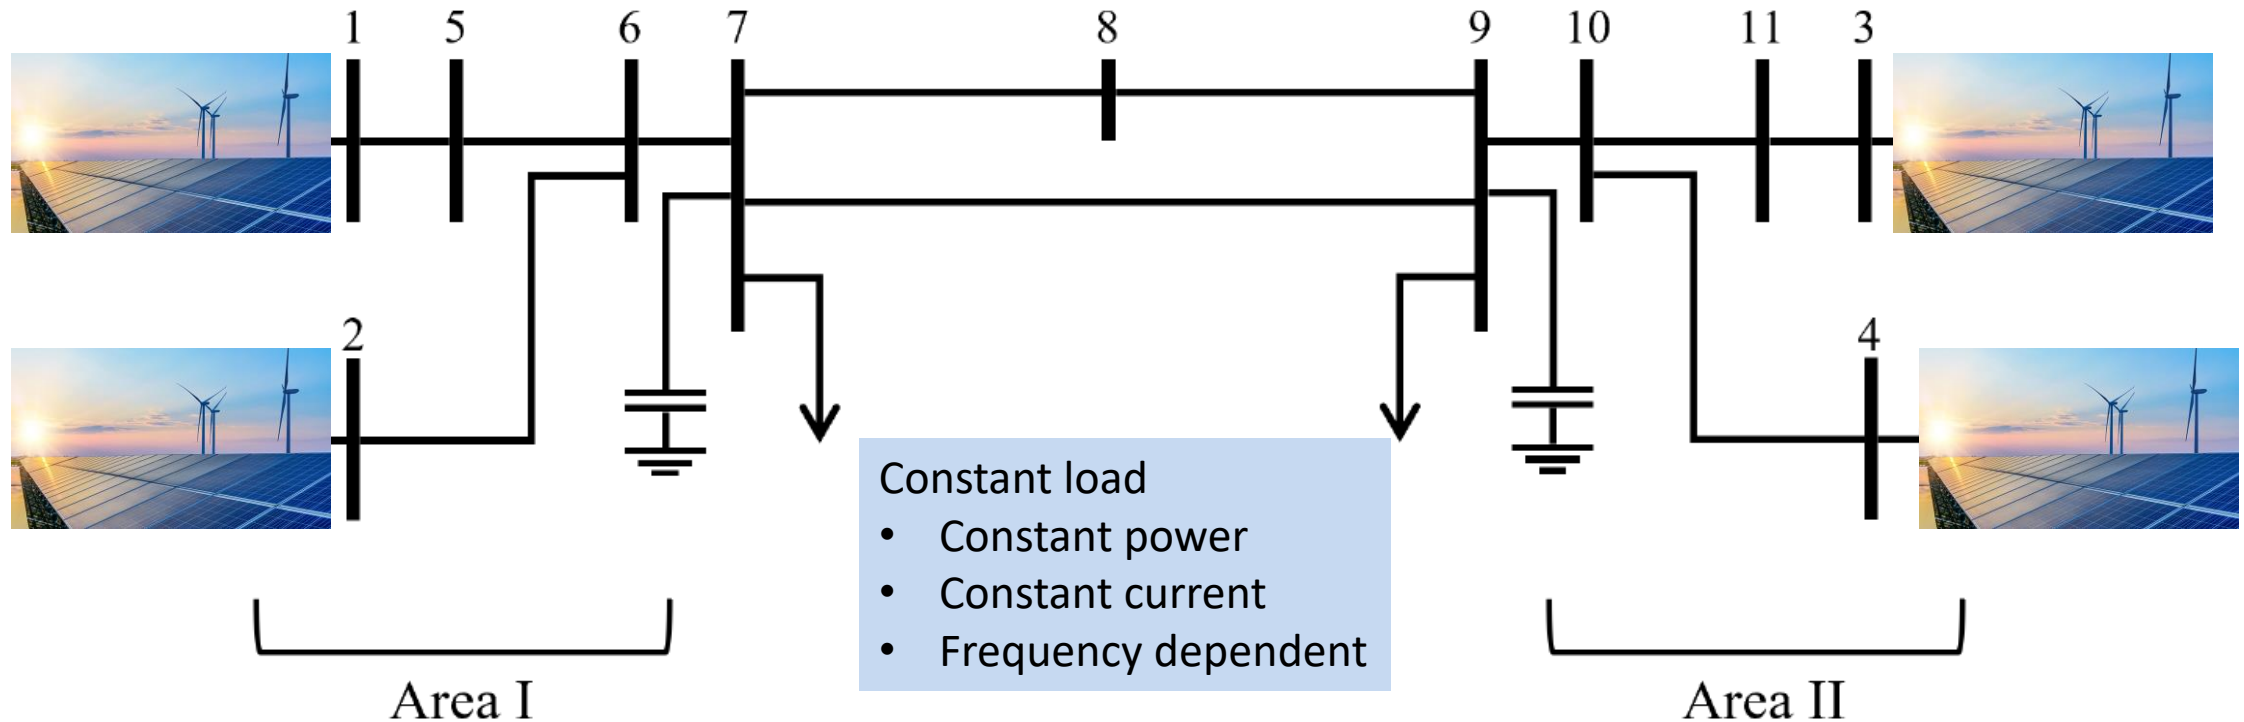 1 5 6 7 8 9 10 11 3
2 4
Constant load
• Constant power
• Constant current
• Frequency dependent
Area I Area II